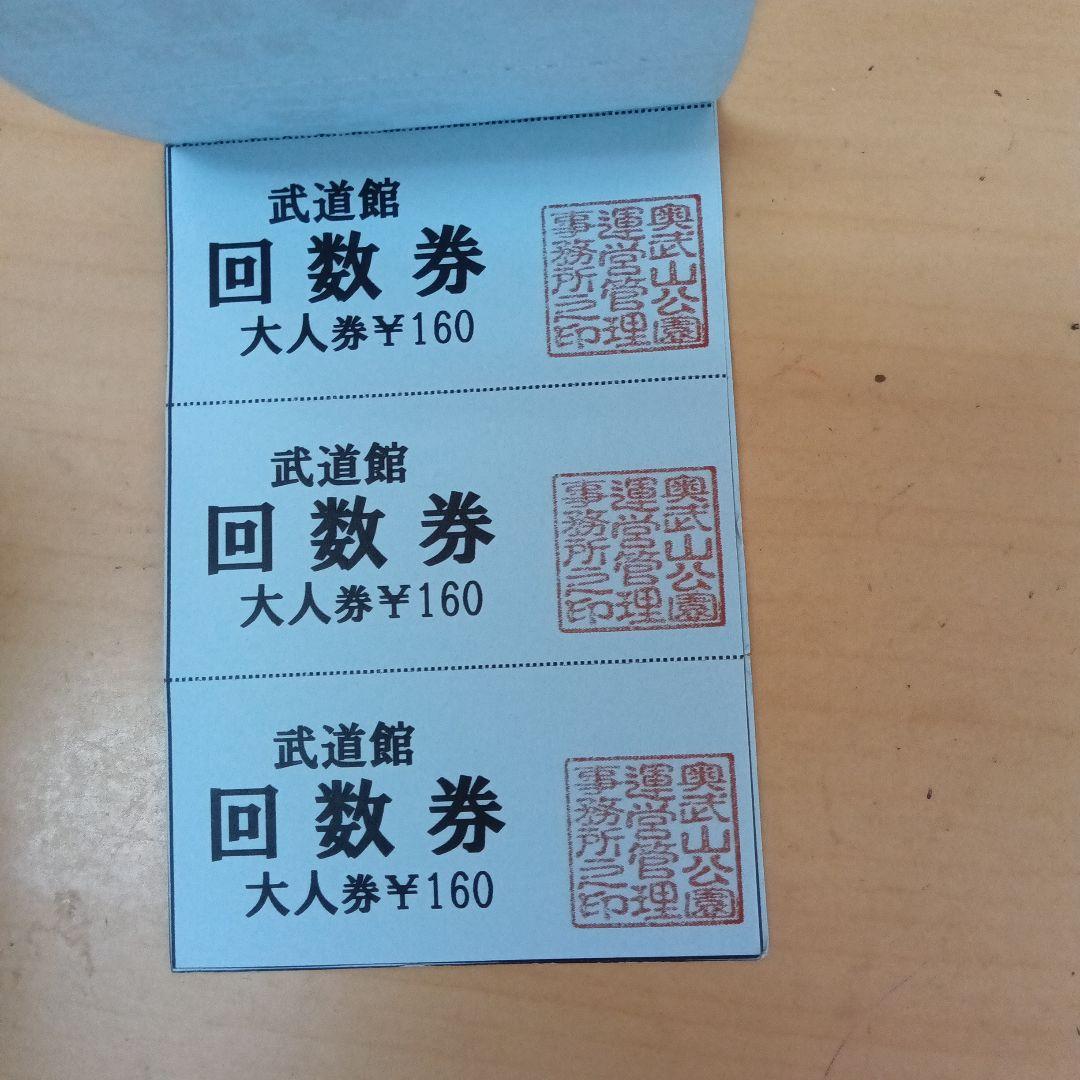 武道館
回数券
大人券¥160
奥武山公園
運営管理
事務所之印
武道館
回数券
大人券¥160
奥武山公園
運営管理
事務所之印
武道館
回数券
大人券¥160
奥武山公園
運営管理
事務所之印